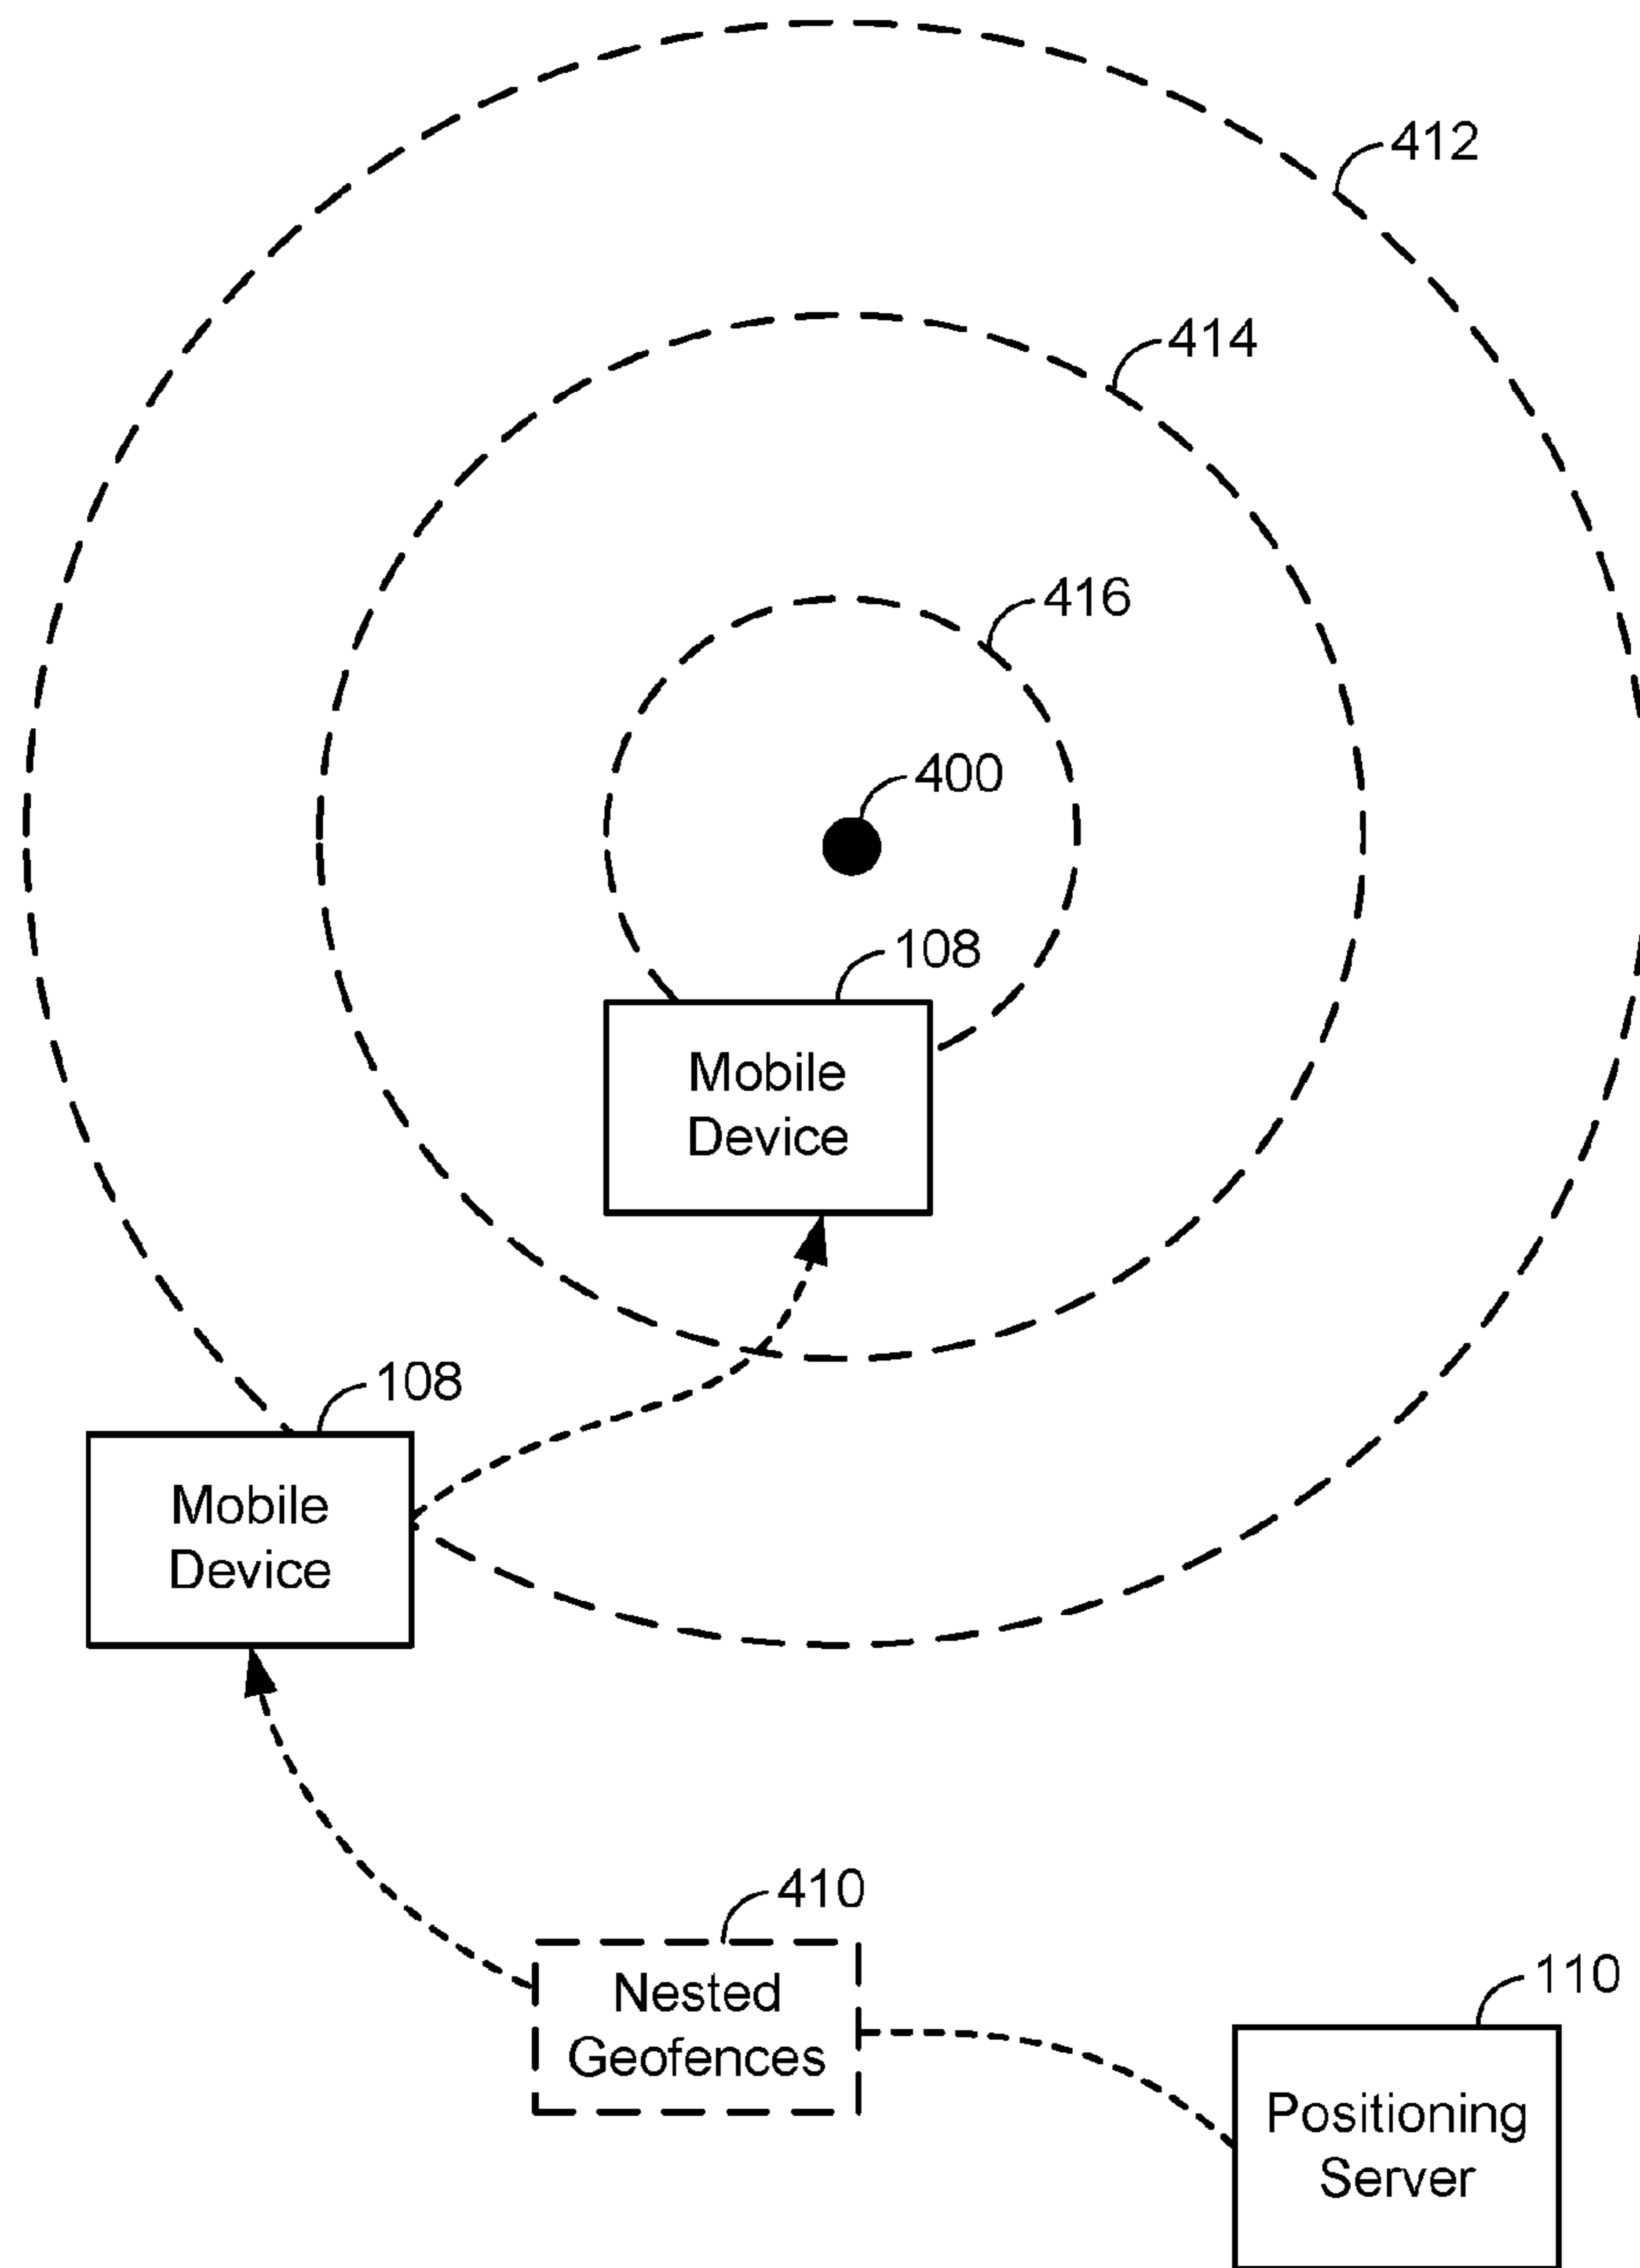 412
414
416
400
108
Mobile
Device
108
Mobile
Device
410
Nested
Geofences
110
Positioning
Server